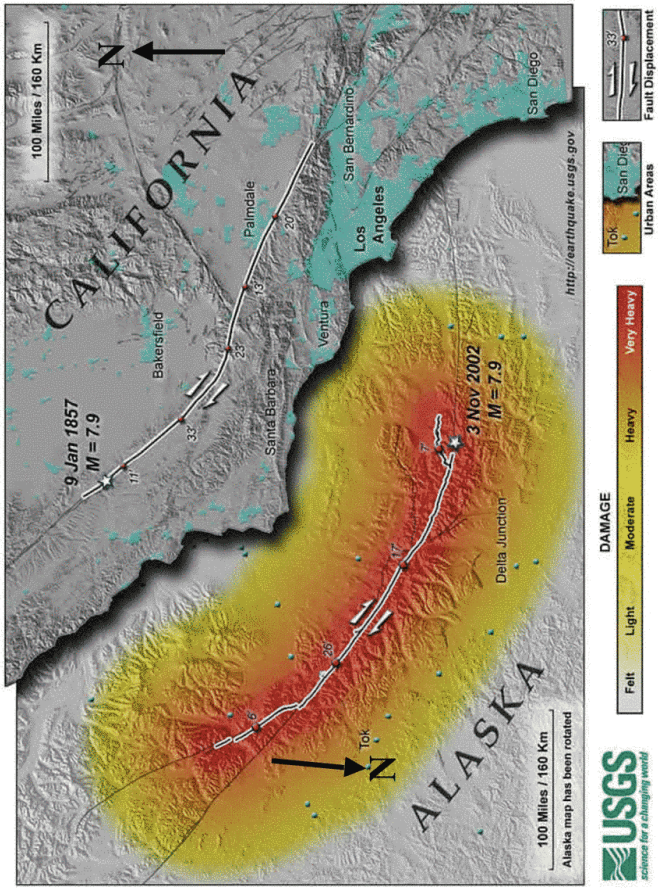 100 Miles / 160 Km
N
CALIFORNIA
9 Jan 1857
M = 7.9
11'
33'
Bakersfield
23'
13'
Palmdale
20'
Santa Barbara
Ventura
Los
Angeles
San Bernardino
San Diego
http://earthquake.usgs.gov
3 Nov 2002
M = 7.9
7'
17'
26'
6'
Delta Junction
Tok
N
ALASKA
100 Miles / 160 Km
Alaska map has been rotated
USGS
science for a changing world
DAMAGE
Felt
Light
Moderate
Heavy
Very Heavy
Tok
San Dieg
Urban Areas
33'
Fault Displacement